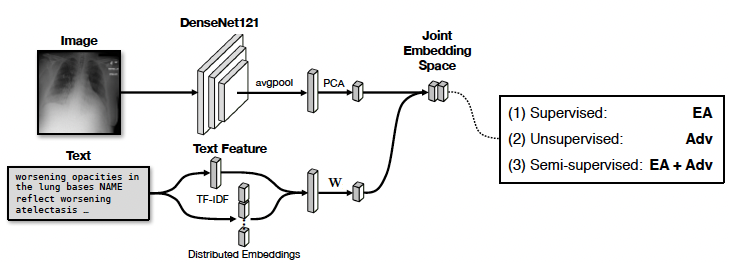 DenseNet121
Image
avgpool
PCA
Joint
Embedding
Space
Text
worsening opacities in
the lung bases NAME
reflect worsening
atelectasis …
Text Feature
TF-IDF
Distributed Embeddings
W
(1) Supervised: EA
(2) Unsupervised: Adv
(3) Semi-supervised: EA + Adv